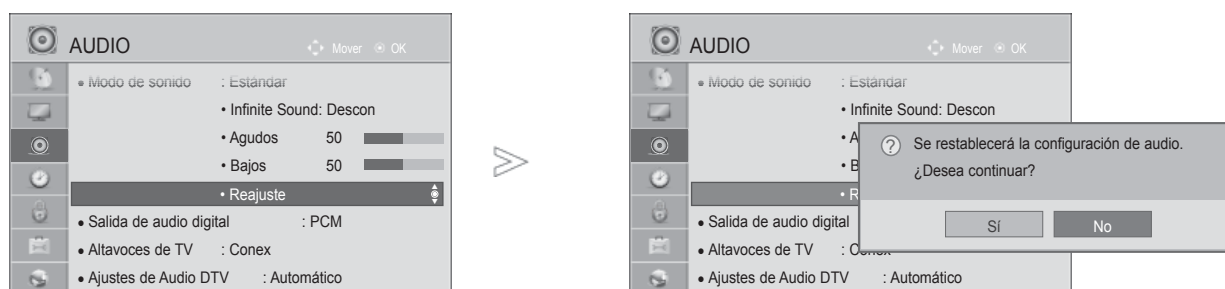 AUDIO
Mover OK
• Modo de sonido : Estándar
• Infinite Sound: Descon
• Agudos 50
• Bajos 50
• Reajuste
• Salida de audio digital : PCM
• Altavoces de TV : Conex
• Ajustes de Audio DTV : Automático
AUDIO
Mover OK
• Modo de sonido : Estándar
• Infinite Sound: Descon
• A
• B
• R
• Salida de audio digital
• Altavoces de TV : Conex
• Ajustes de Audio DTV : Automático
? Se restablecerá la configuración de audio.
¿Desea continuar?
Sí No